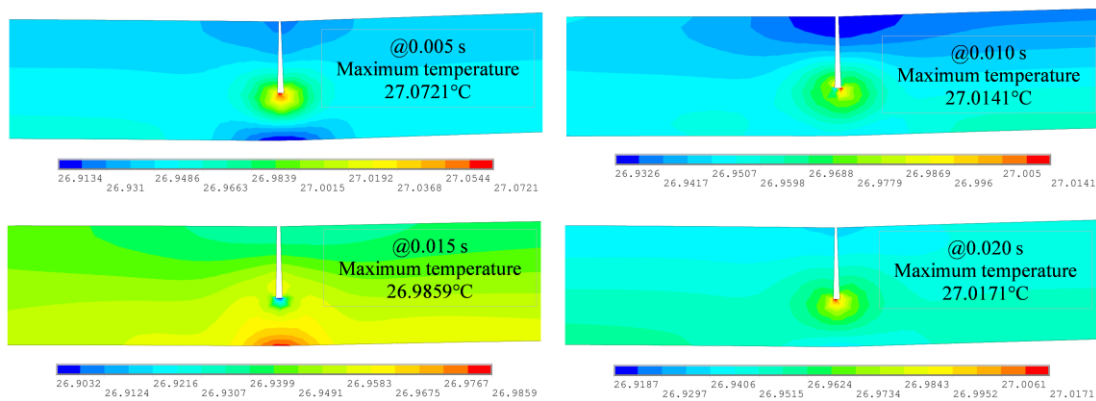 @0.005 s
Maximum temperature
27.0721°C
26.9134 26.9486 26.9839 27.0192 27.0544
26.931 26.9663 27.0015 27.0368 27.0721
@0.010 s
Maximum temperature
27.0141°C
26.9326 26.9507 26.9688 26.9869 27.005
26.9417 26.9598 26.9779 26.996 27.0141
@0.015 s
Maximum temperature
26.9859°C
26.9032 26.9216 26.9399 26.9583 26.9767
26.9124 26.9307 26.9491 26.9675 26.9859
@0.020 s
Maximum temperature
27.0171°C
26.9187 26.9406 26.9624 26.9843 27.0061
26.9297 26.9515 26.9734 26.9952 27.0171